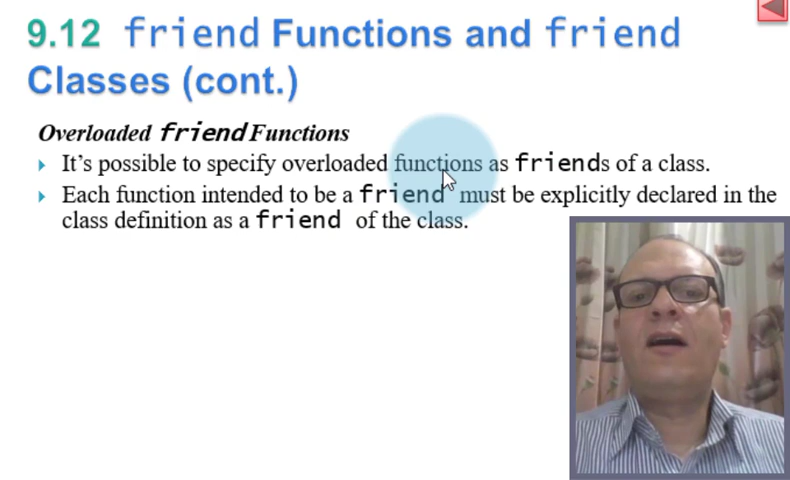 9.12 friend Functions and friend
Classes (cont.)
Overloaded friend Functions
It's possible to specify overloaded functions as friends of a class.
Each function intended to be a friend must be explicitly declared in the
class definition as a friend of the class.